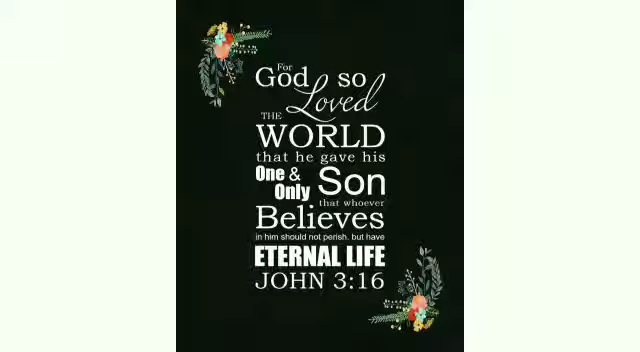 For
God so
Loved
THE
WORLD
that he gave his
One &
Only Son
that whoever
Believes
in him should not perish. but have
ETERNAL LIFE
JOHN 3:16